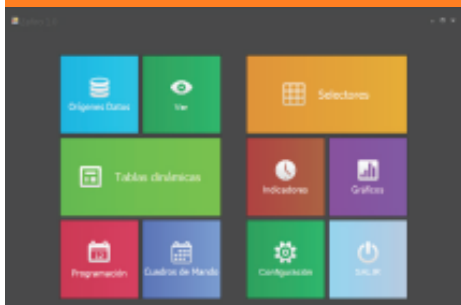 Orígenes Datos
Ver
Selectores
Tablas dinámicas
Indicadores
Gráficos
Programación
Cuadros de Mando
Configuración
SALIR